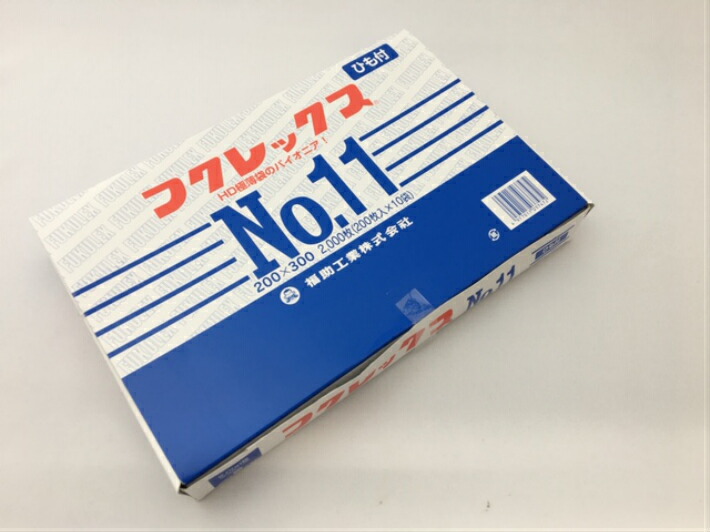 ひも付
フクレックス
HD極薄袋のパイオニア!
No.11
200×300 2,000枚(200枚入×10袋)
福助工業株式会社
フクレックス No.11